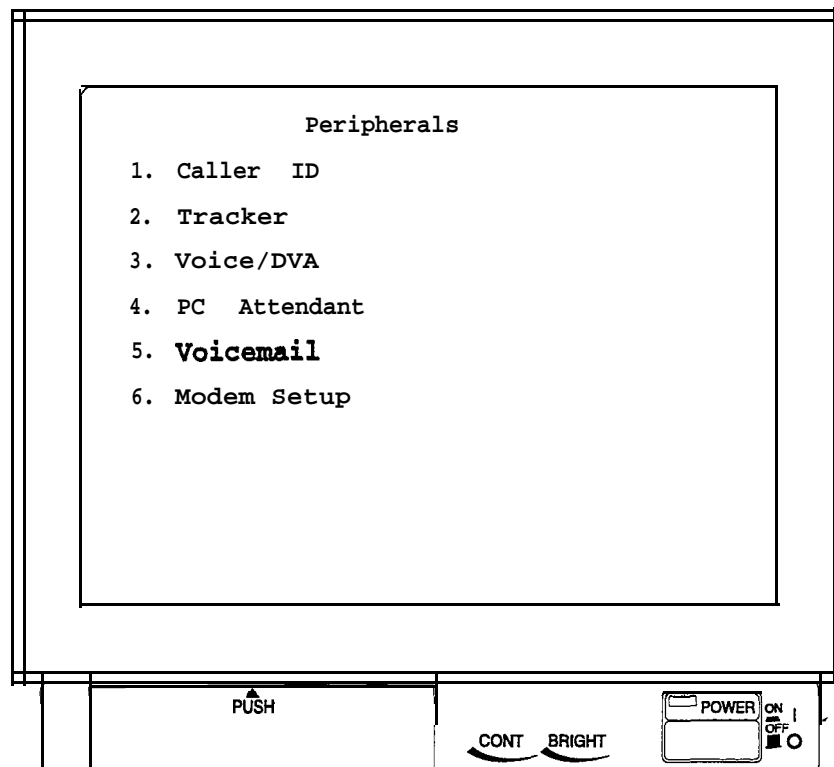 Peripherals
1. Caller ID
2. Tracker
3. Voice/DVA
4. PC Attendant
5. Voicemail
6. Modem Setup
PUSH
POWER
ON
OFF
CONT BRIGHT